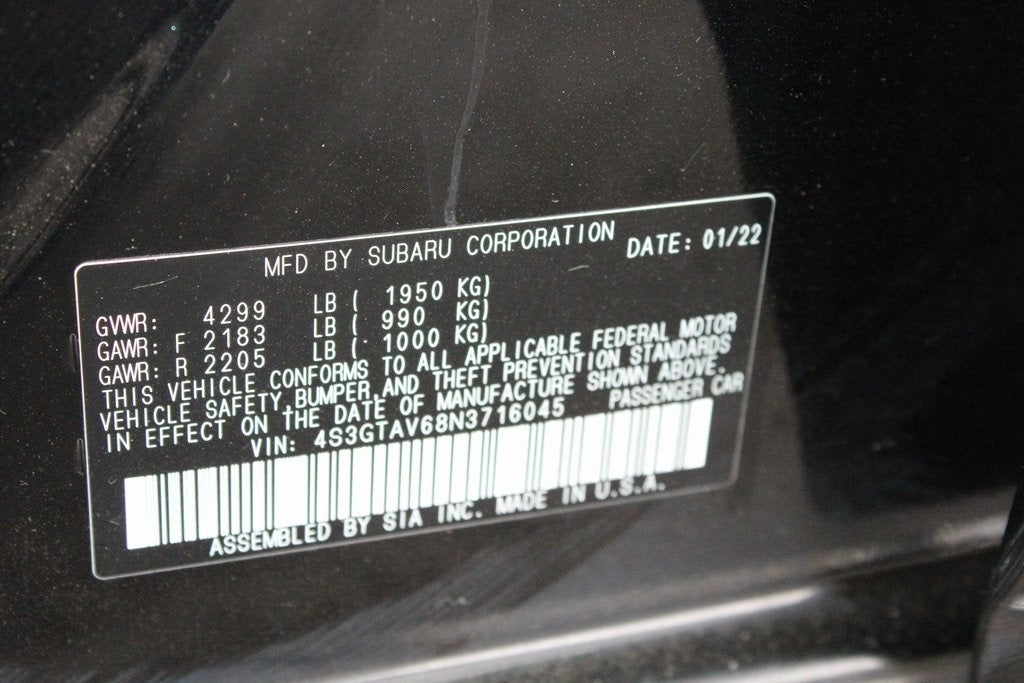 MFD BY SUBARU CORPORATION DATE: 01/22
GVWR: 4299 LB ( 1950 KG)
GAWR: F 2183 LB ( 990 KG)
GAWR: R 2205 LB ( 1000 KG)
THIS VEHICLE CONFORMS TO ALL APPLICABLE FEDERAL MOTOR
VEHICLE SAFETY, BUMPER, AND THEFT PREVENTION STANDARDS
IN EFFECT ON THE DATE OF MANUFACTURE SHOWN ABOVE.
VIN: 4S3GTAV68N3716045 PASSENGER CAR
ASSEMBLED BY SIA INC. MADE IN U.S.A.